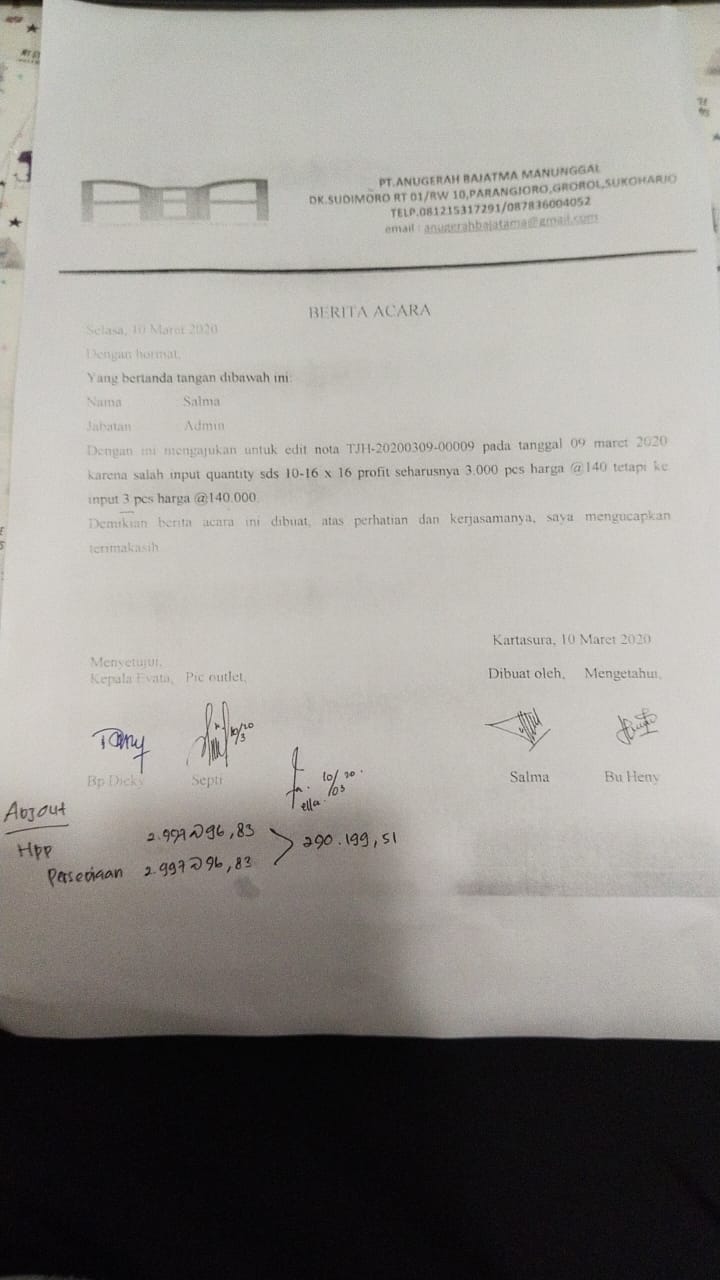 PT.ANUGERAH BAJATMA MANUNGGAL
DK.SUDIMORO RT 01/RW 10,PARANGJORO,GROROL,SUKOHARJO
TELP.081215317291/087836004052
email : anugerahbajatama@gmail.com
BERITA ACARA
Selasa, 10 Maret 2020
Dengan hormat,
Yang bertanda tangan dibawah ini:
Nama Salma
Jabatan Admin
Dengan ini mengajukan untuk edit nota TJH-20200309-00009 pada tanggal 09 maret 2020
karena salah input quantity sds 10-16 x 16 profit seharusnya 3.000 pcs harga @140 tetapi ke
input 3 pcs harga @140.000.
Demikian berita acara ini dibuat, atas perhatian dan kerjasamanya, saya mengucapkan
terimakasih.
Kartasura, 10 Maret 2020
Menyetujui,
Kepala Evata, Pic outlet, Dibuat oleh, Mengetahui,
10/20
3
Bp Dicky Septi Salma Bu Heny
10/ 20.
/03
ella.
Adjout
Hpp 2.997@96,83 > 290.199,51
Persediaan 2.997@96,83